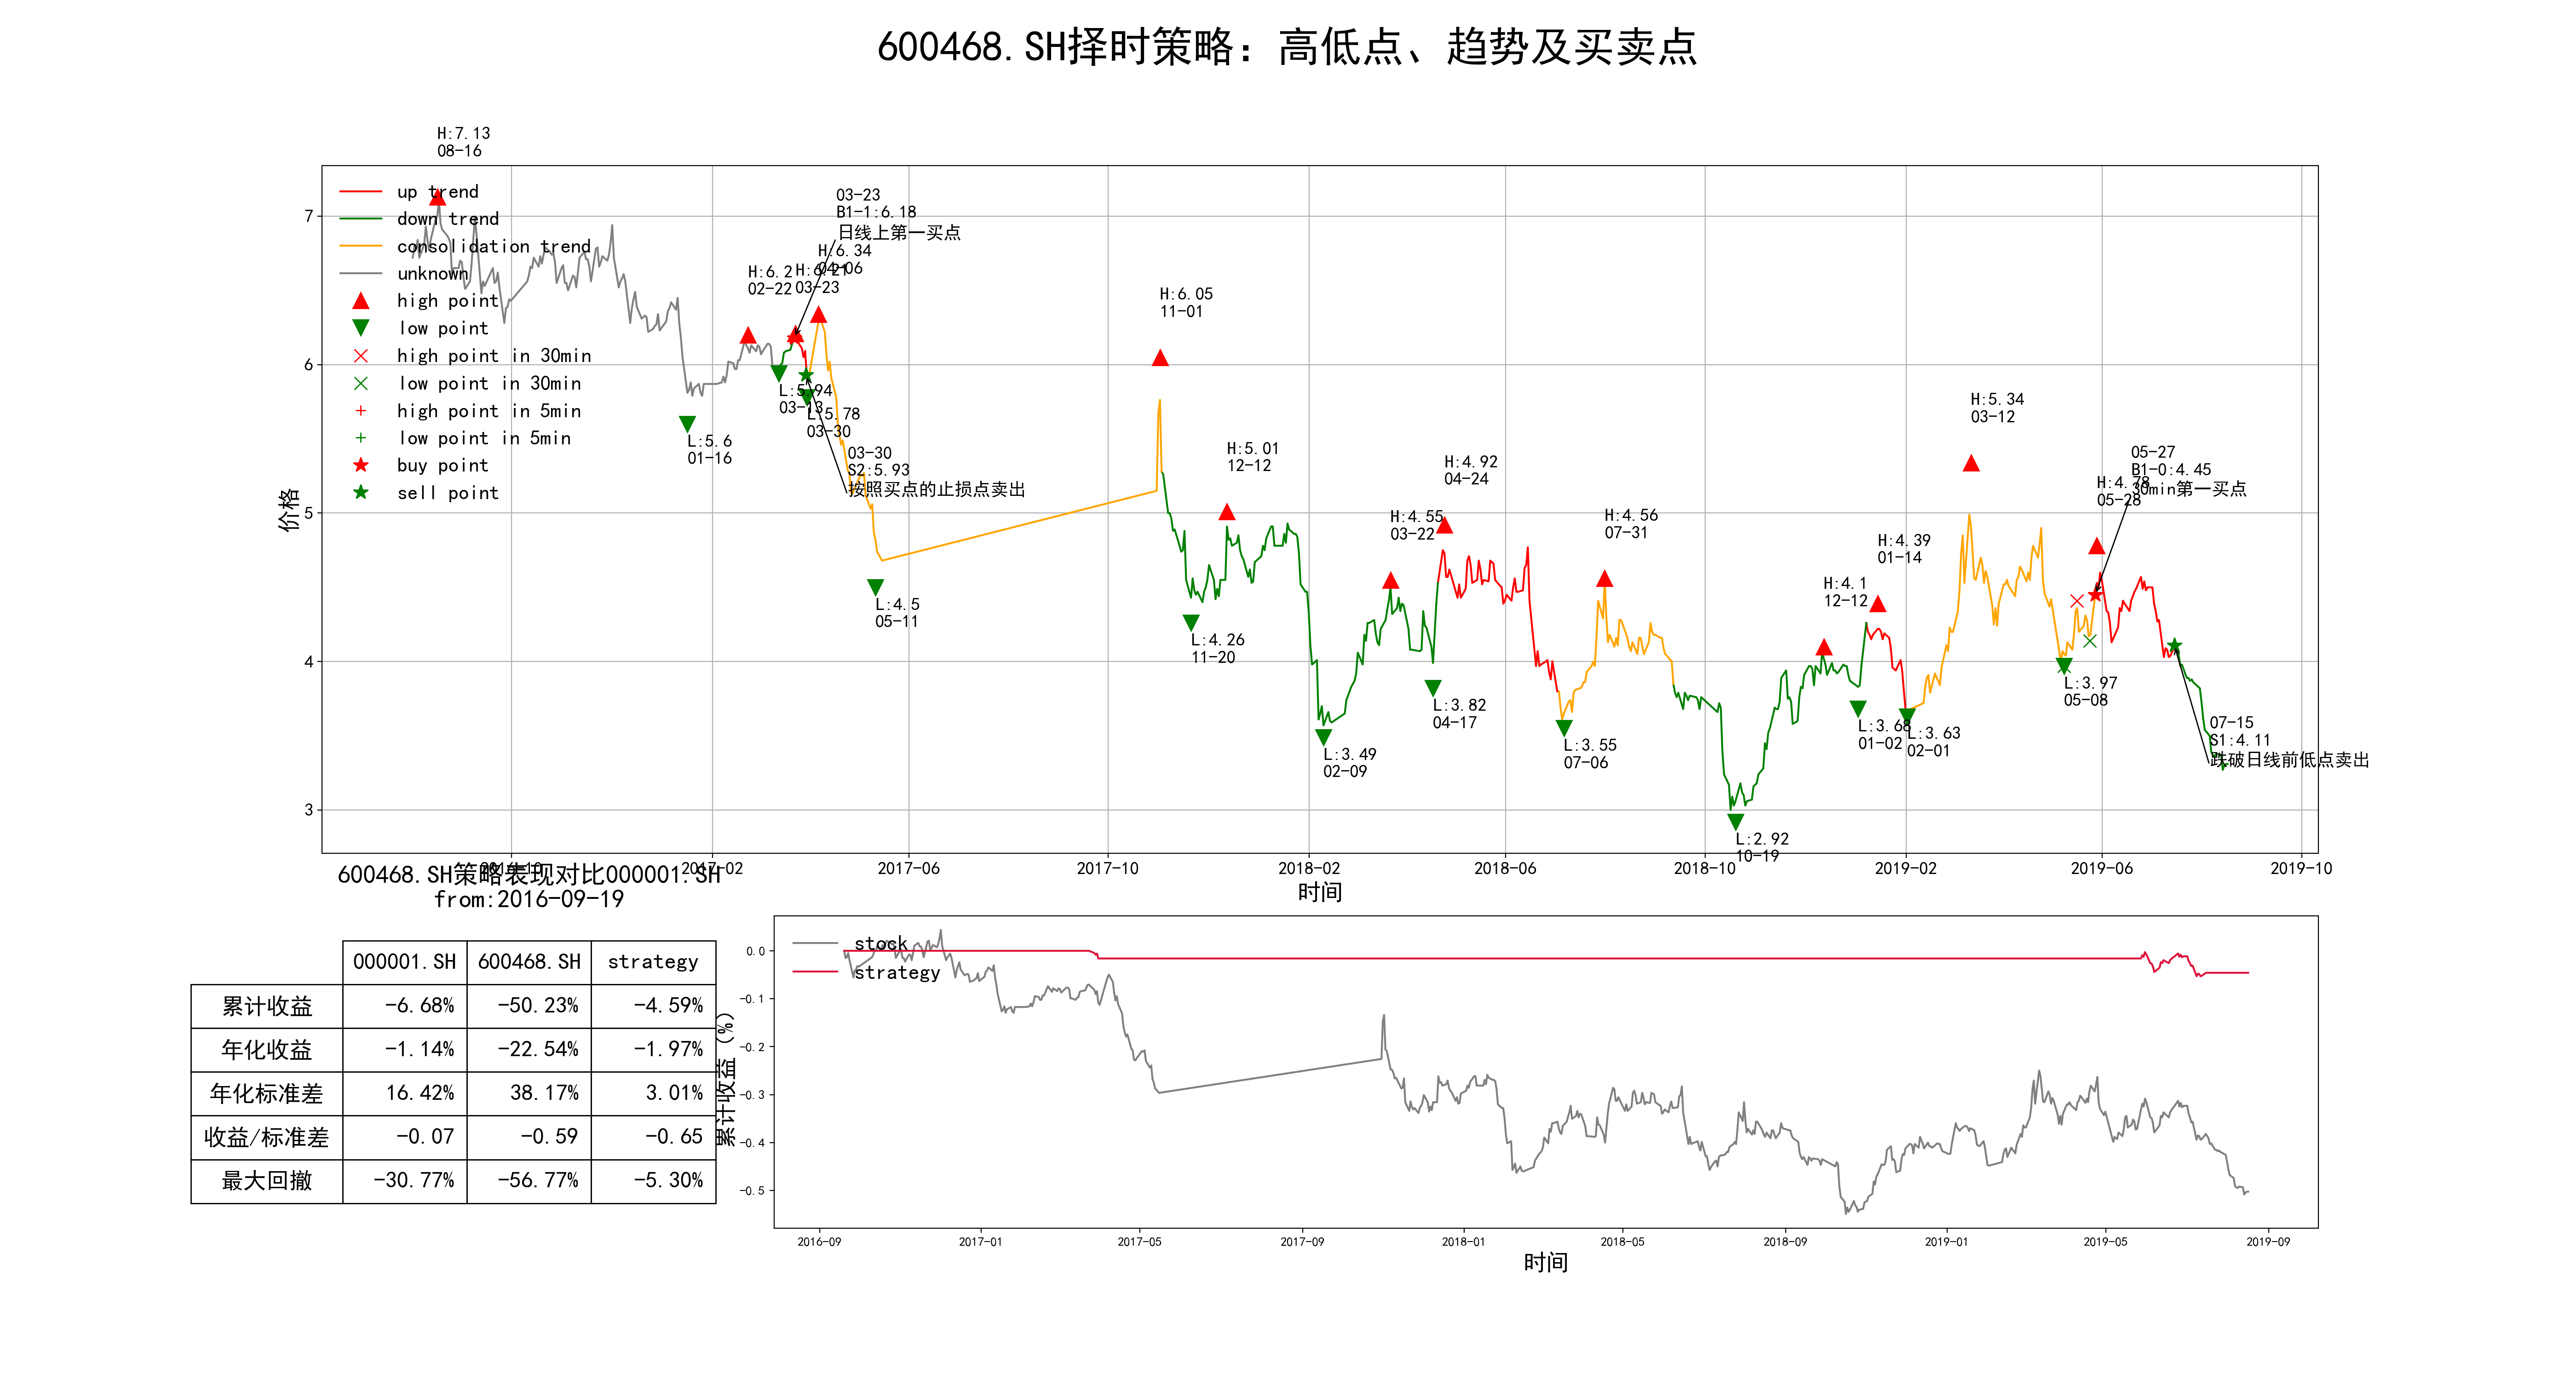 600468.SH择时策略：高低点、趋势及买卖点
H:7.13
08-16
up trend
down trend
consolidation trend
unknown
high point
low point
high point in 30min
low point in 30min
high point in 5min
low point in 5min
buy point
sell point
价格
7
6
5
4
3
L:5.6
01-16
H:6.2
02-22
L:5.94
03-13
H:6.21
03-23
03-23
B1-1:6.18
日线上第一买点
H:6.34
04-06
L:5.78
03-30
03-30
S2:5.93
按照买点的止损点卖出
L:4.5
05-11
H:6.05
11-01
L:4.26
11-20
H:5.01
12-12
L:3.49
02-09
H:4.55
03-22
L:3.82
04-17
H:4.92
04-24
L:3.55
07-06
H:4.56
07-31
L:2.92
10-19
H:4.1
12-12
L:3.68
01-02
H:4.39
01-14
L:3.63
02-01
H:5.34
03-12
L:3.97
05-08
H:4.78
05-28
05-27
B1-0:4.45
30min第一买点
07-15
S1:4.11
跌破日线前低点卖出
2016-10
2017-02
2017-06
2017-10
2018-02
2018-06
2018-10
2019-02
2019-06
2019-10
时间
600468.SH策略表现对比000001.SH
from:2016-09-19
000001.SH 600468.SH strategy
累计收益 -6.68% -50.23% -4.59%
年化收益 -1.14% -22.54% -1.97%
年化标准差 16.42% 38.17% 3.01%
收益/标准差 -0.07 -0.59 -0.65
最大回撤 -30.77% -56.77% -5.30%
累计收益（%）
stock
strategy
0.0
-0.1
-0.2
-0.3
-0.4
-0.5
2016-09
2017-01
2017-05
2017-09
2018-01
2018-05
2018-09
2019-01
2019-05
2019-09
时间